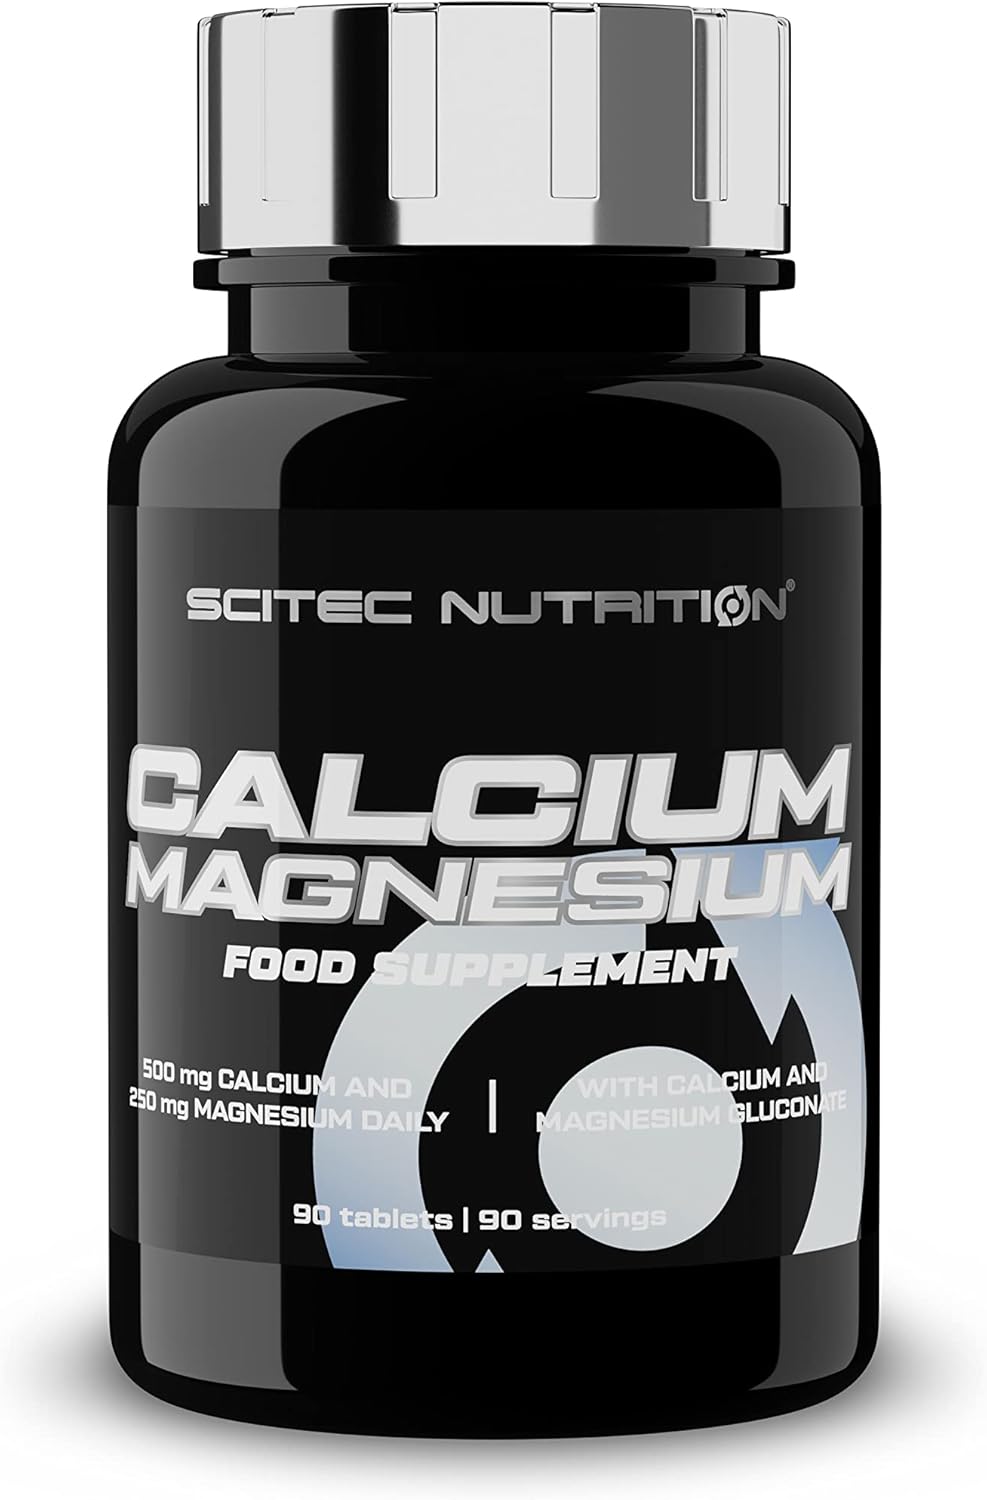 SCITEC NUTRITION®
CALCIUM
MAGNESIUM
FOOD SUPPLEMENT
500 mg CALCIUM AND
250 mg MAGNESIUM DAILY
|
WITH CALCIUM AND
MAGNESIUM GLUCONATE
90 tablets | 90 servings